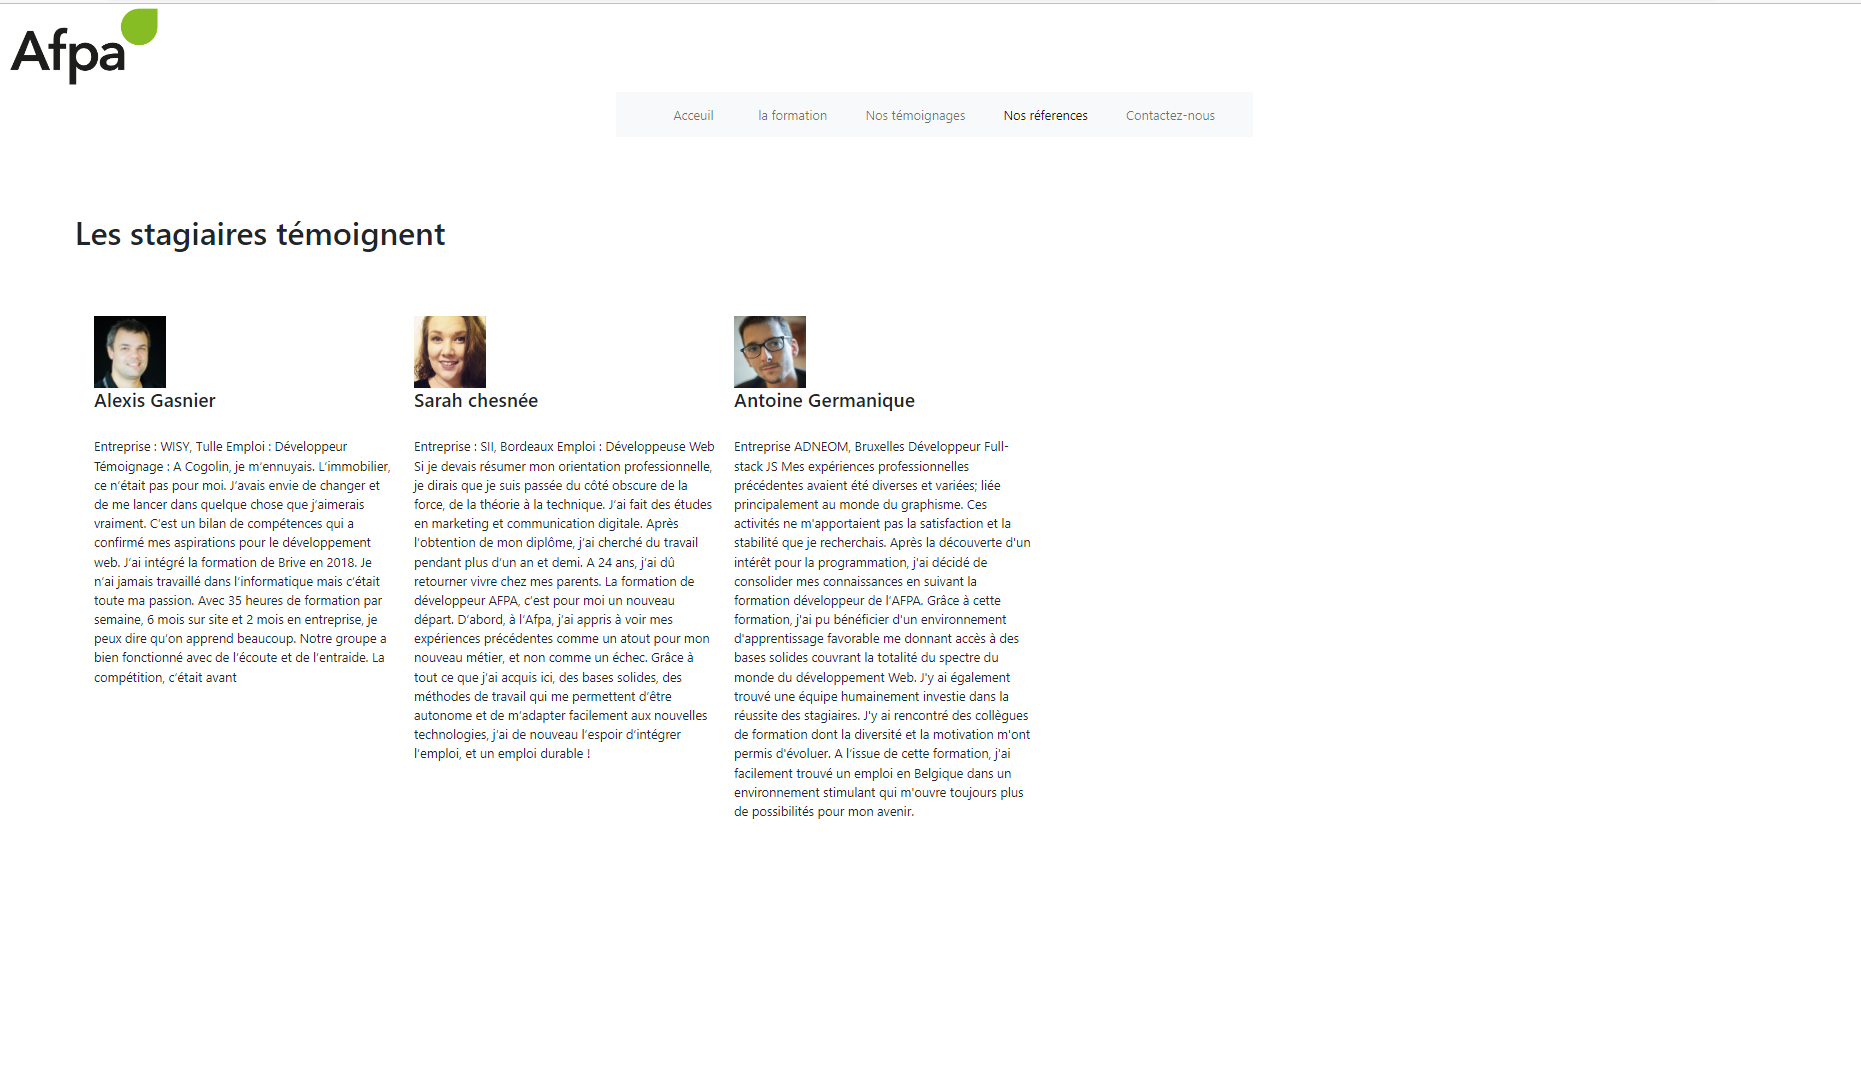 Afpa
Acceuil la formation Nos témoignages Nos réferences Contactez-nous
Les stagiaires témoignent
Alexis Gasnier
Entreprise : WISY, Tulle Emploi : Développeur
Témoignage : A Cogolin, je m’ennuyais. L’immobilier,
ce n’était pas pour moi. J’avais envie de changer et
de me lancer dans quelque chose que j’aimerais
vraiment. C’est un bilan de compétences qui a
confirmé mes aspirations pour le développement
web. J’ai intégré la formation de Brive en 2018. Je
n’ai jamais travaillé dans l’informatique mais c’était
toute ma passion. Avec 35 heures de formation par
semaine, 6 mois sur site et 2 mois en entreprise, je
peux dire qu’on apprend beaucoup. Notre groupe a
bien fonctionné avec de l’écoute et de l’entraide. La
compétition, c’était avant
Sarah chesnée
Entreprise : SII, Bordeaux Emploi : Développeuse Web
Si je devais résumer mon orientation professionnelle,
je dirais que je suis passée du côté obscure de la
force, de la théorie à la technique. J’ai fait des études
en marketing et communication digitale. Après
l’obtention de mon diplôme, j’ai cherché du travail
pendant plus d’un an et demi. A 24 ans, j’ai dû
retourner vivre chez mes parents. La formation de
développeur AFPA, c’est pour moi un nouveau
départ. D’abord, à l’Afpa, j’ai appris à voir mes
expériences précédentes comme un atout pour mon
nouveau métier, et non comme un échec. Grâce à
tout ce que j’ai acquis ici, des bases solides, des
méthodes de travail qui me permettent d’être
autonome et de m’adapter facilement aux nouvelles
technologies, j’ai de nouveau l’espoir d’intégrer
l’emploi, et un emploi durable !
Antoine Germanique
Entreprise ADNEOM, Bruxelles Développeur Full-
stack JS Mes expériences professionnelles
précédentes avaient été diverses et variées; liée
principalement au monde du graphisme. Ces
activités ne m'apportaient pas la satisfaction et la
stabilité que je recherchais. Après la découverte d'un
intérêt pour la programmation, j'ai décidé de
consolider mes connaissances en suivant la
formation développeur de l’AFPA. Grâce à cette
formation, j'ai pu bénéficier d'un environnement
d'apprentissage favorable me donnant accès à des
bases solides couvrant la totalité du spectre du
monde du développement Web. J'y ai également
trouvé une équipe humainement investie dans la
réussite des stagiaires. J'y ai rencontré des collègues
de formation dont la diversité et la motivation m'ont
permis d'évoluer. A l’issue de cette formation, j'ai
facilement trouvé un emploi en Belgique dans un
environnement stimulant qui m'ouvre toujours plus
de possibilités pour mon avenir.